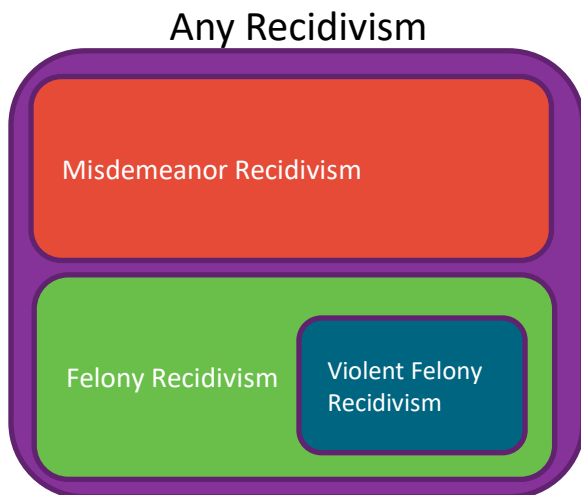 Any Recidivism
Misdemeanor Recidivism
Felony Recidivism
Violent Felony
Recidivism